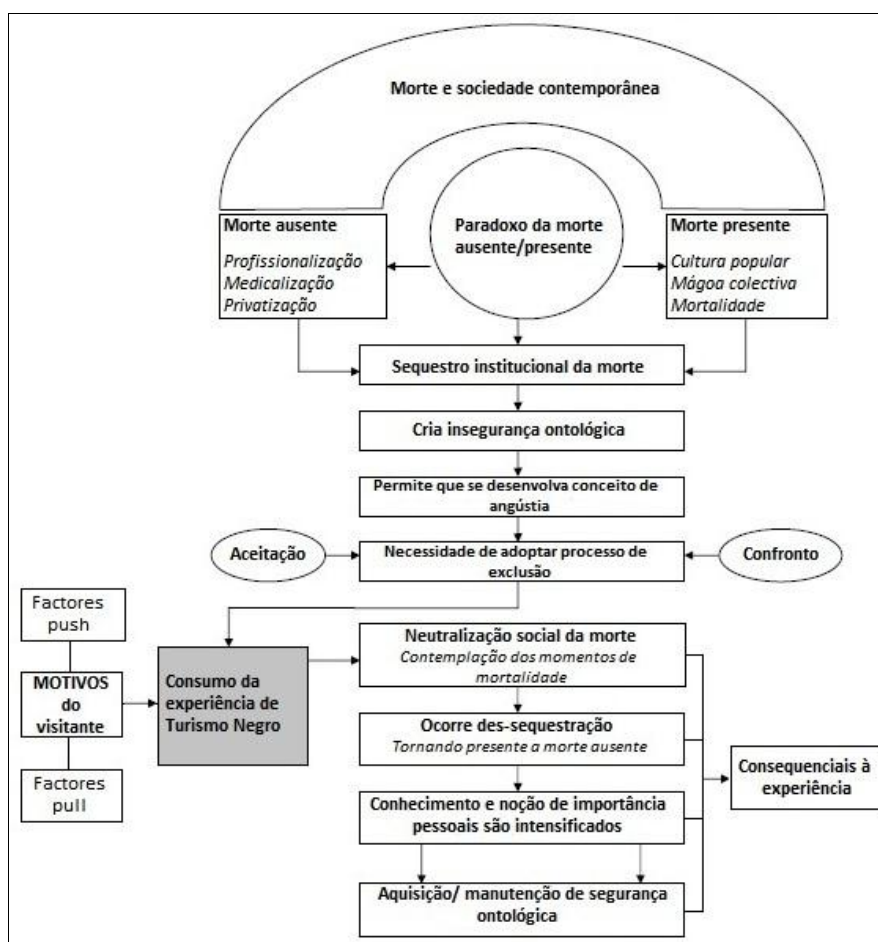 Morte e sociedade contemporânea
Morte ausente
Profissionalização
Medicalização
Privatização
Paradoxo da morte
ausente/presente
Morte presente
Cultura popular
Mágoa colectiva
Mortalidade
Sequestro institucional da morte
Cria insegurança ontológica
Permite que se desenvolva conceito de
angústia
Aceitação
Necessidade de adoptar processo de
exclusão
Confronto
Factores
push
MOTIVOS
do
visitante
Factores
pull
Consumo da
experiência de
Turismo Negro
Neutralização social da morte
Contemplação dos momentos de
mortalidade
Ocorre des-sequestração
Tornando presente a morte ausente
Conhecimento e noção de importância
pessoais são intensificados
Aquisição/ manutenção de segurança
ontológica
Consequenciais à
experiência